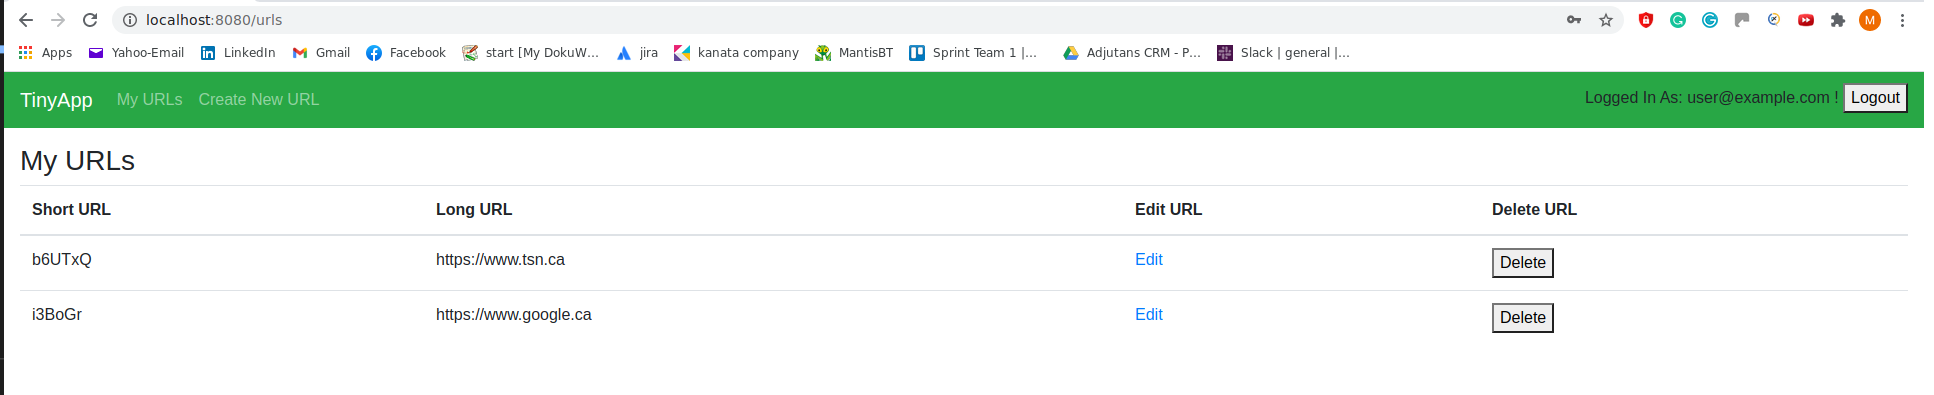 localhost:8080/urls
M
Apps Yahoo-Email LinkedIn Gmail Facebook start [My DokuW... jira kanata company MantisBT Sprint Team 1 |... Adjutans CRM - P... Slack | general |...
TinyApp My URLs Create New URL Logged In As: user@example.com ! Logout
My URLs
Short URL Long URL Edit URL Delete URL
b6UTxQ https://www.tsn.ca Edit Delete
i3BoGr https://www.google.ca Edit Delete